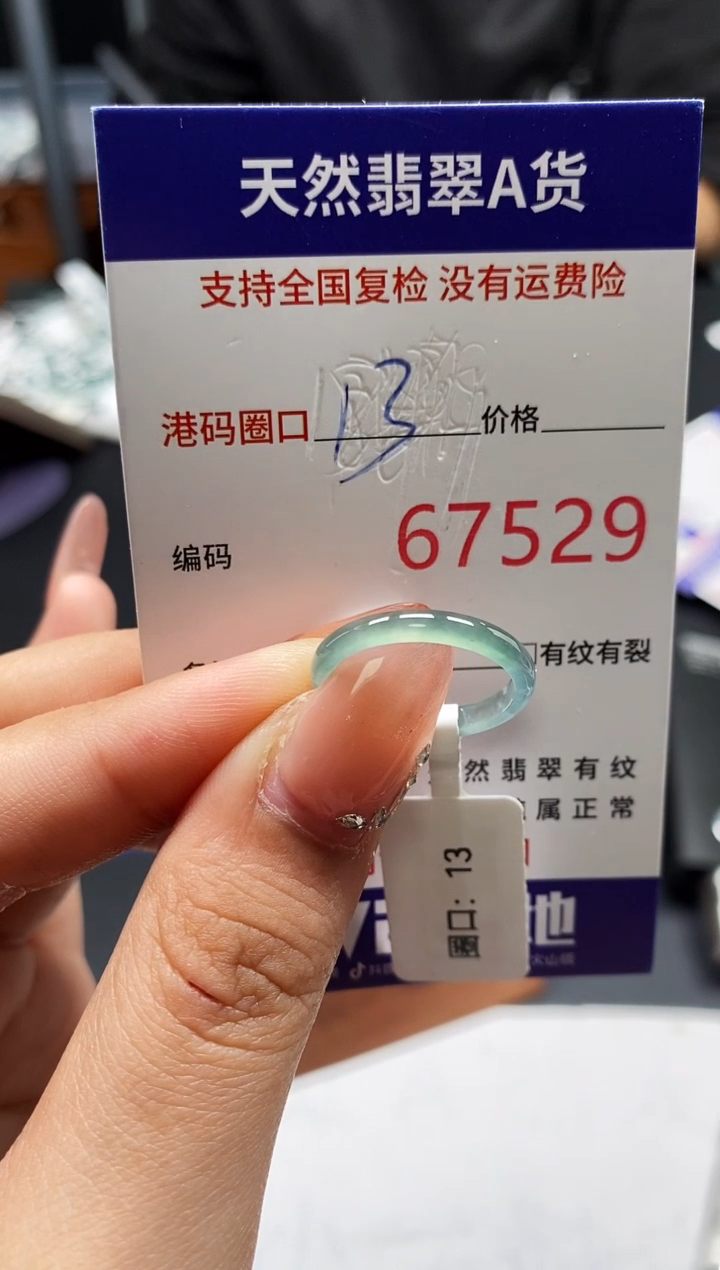 天然翡翠A货
支持全国复检 没有运费险
港码圈口 13 价格
编码 67529
有纹有裂
然翡翠有纹
属正常
圈口：13
地